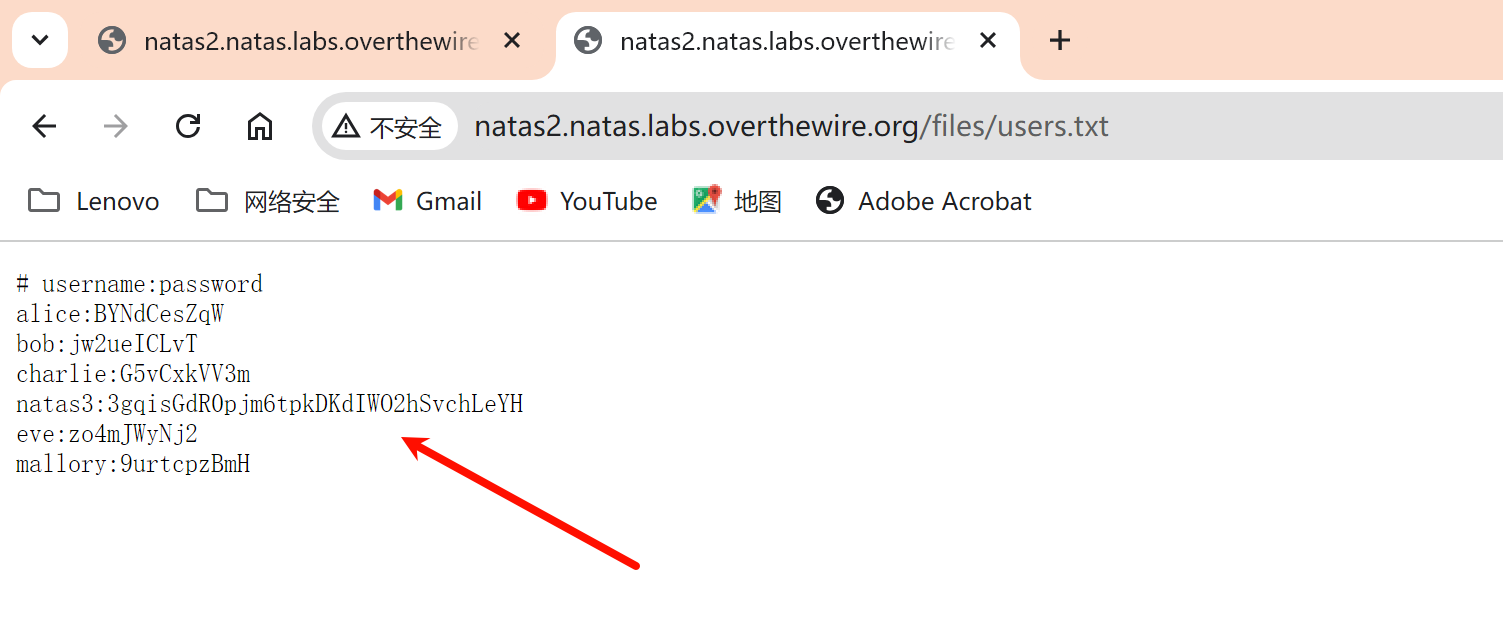 natas2.natas.labs.overthewire
natas2.natas.labs.overthewire
不安全
natas2.natas.labs.overthewire.org/files/users.txt
Lenovo
网络安全
Gmail
YouTube
地图
Adobe Acrobat
# username:password
alice:BYNdCesZqW
bob:jw2ueICLvT
charlie:G5vCxkVV3m
natas3:3gqisGdR0pjm6tpkDKdIWO2hSvchLeYH
eve:zo4mJWyNj2
mallory:9urtcpzBmH